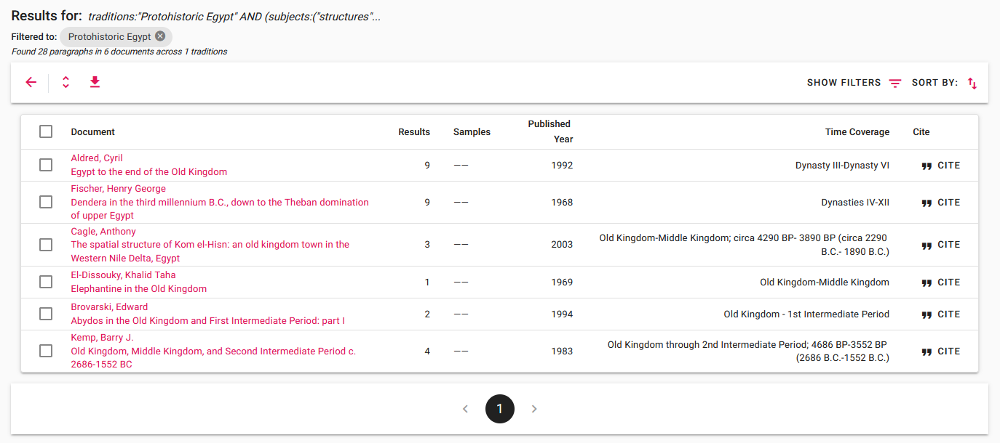 Results for: traditions:"Protohistoric Egypt" AND (subjects:("structures"...
Filtered to: Protohistoric Egypt
Found 28 paragraphs in 6 documents across 1 traditions
SHOW FILTERS SORT BY:
Document Results Samples Published Year Time Coverage Cite
Aldred, Cyril
Egypt to the end of the Old Kingdom
9 —— 1992 Dynasty III-Dynasty VI CITE
Fischer, Henry George
Dendera in the third millennium B.C., down to the Theban domination
of upper Egypt
9 —— 1968 Dynasties IV-XII CITE
Cagle, Anthony
The spatial structure of Kom el-Hisn: an old kingdom town in the
Western Nile Delta, Egypt
3 —— 2003 Old Kingdom-Middle Kingdom; circa 4290 BP- 3890 BP (circa 2290
B.C.- 1890 B.C.) CITE
El-Dissouky, Khalid Taha
Elephantine in the Old Kingdom
1 —— 1969 Old Kingdom-Middle Kingdom CITE
Brovarski, Edward
Abydos in the Old Kingdom and First Intermediate Period: part I
2 —— 1994 Old Kingdom - 1st Intermediate Period CITE
Kemp, Barry J.
Old Kingdom, Middle Kingdom, and Second Intermediate Period c.
2686-1552 BC
4 —— 1983 Old Kingdom through 2nd Intermediate Period; 4686 BP-3552 BP
(2686 B.C.-1552 B.C.) CITE
1